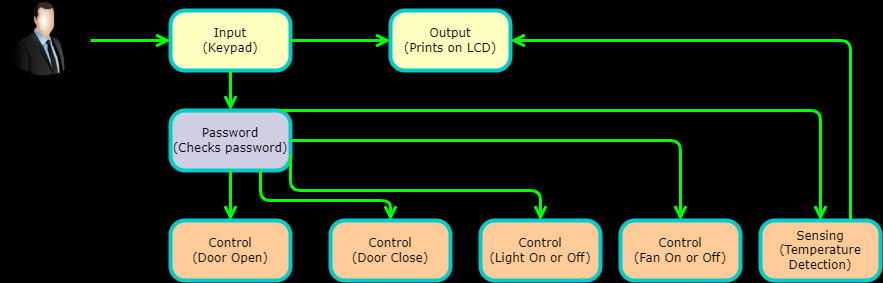 Input
(Keypad)
Output
(Prints on LCD)
Password
(Checks password)
Control
(Door Open)
Control
(Door Close)
Control
(Light On or Off)
Control
(Fan On or Off)
Sensing
(Temperature
Detection)